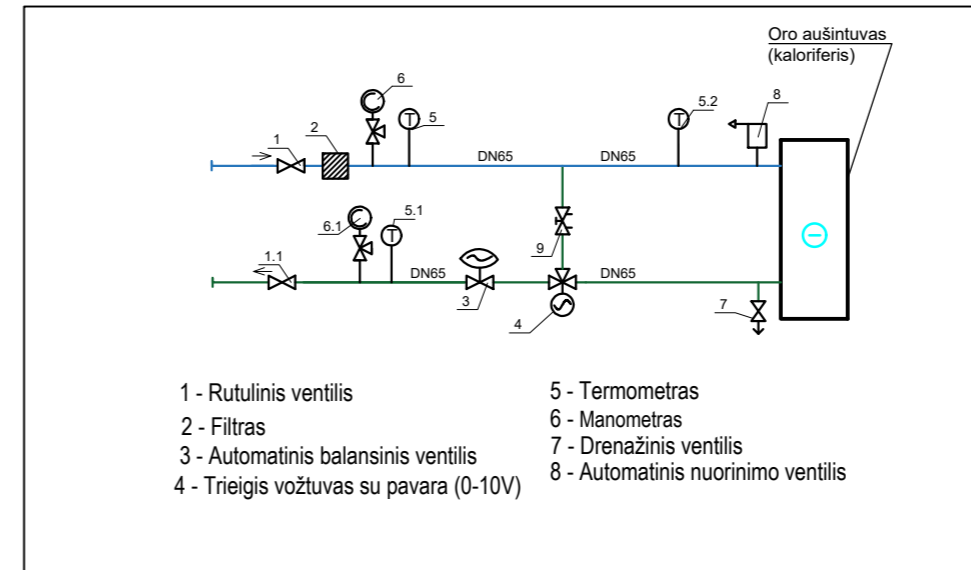 Oro aušintuvas
(kaloriferis)
6
5
5.2
8
2
1
DN65
DN65
6.1
5.1
9
1.1
DN65
DN65
3
4
7
T
T
T
1 - Rutulinis ventilis
2 - Filtras
3 - Automatinis balansinis ventilis
4 - Trieigis vožtuvas su pavara (0-10V)
5 - Termometras
6 - Manometras
7 - Drenažinis ventilis
8 - Automatinis nuorinimo ventilis